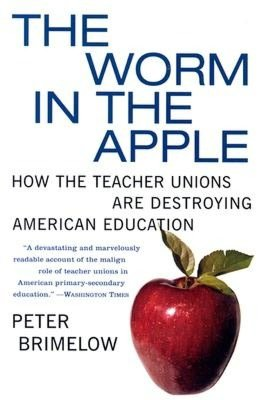 THE
WORM
IN THE
APPLE
HOW THE TEACHER UNIONS
ARE DESTROYING
AMERICAN EDUCATION
"A devastating and marvelously
readable account of the malign
role of teacher unions in
American primary-secondary
education." —WASHINGTON TIMES
PETER
BRIMELOW